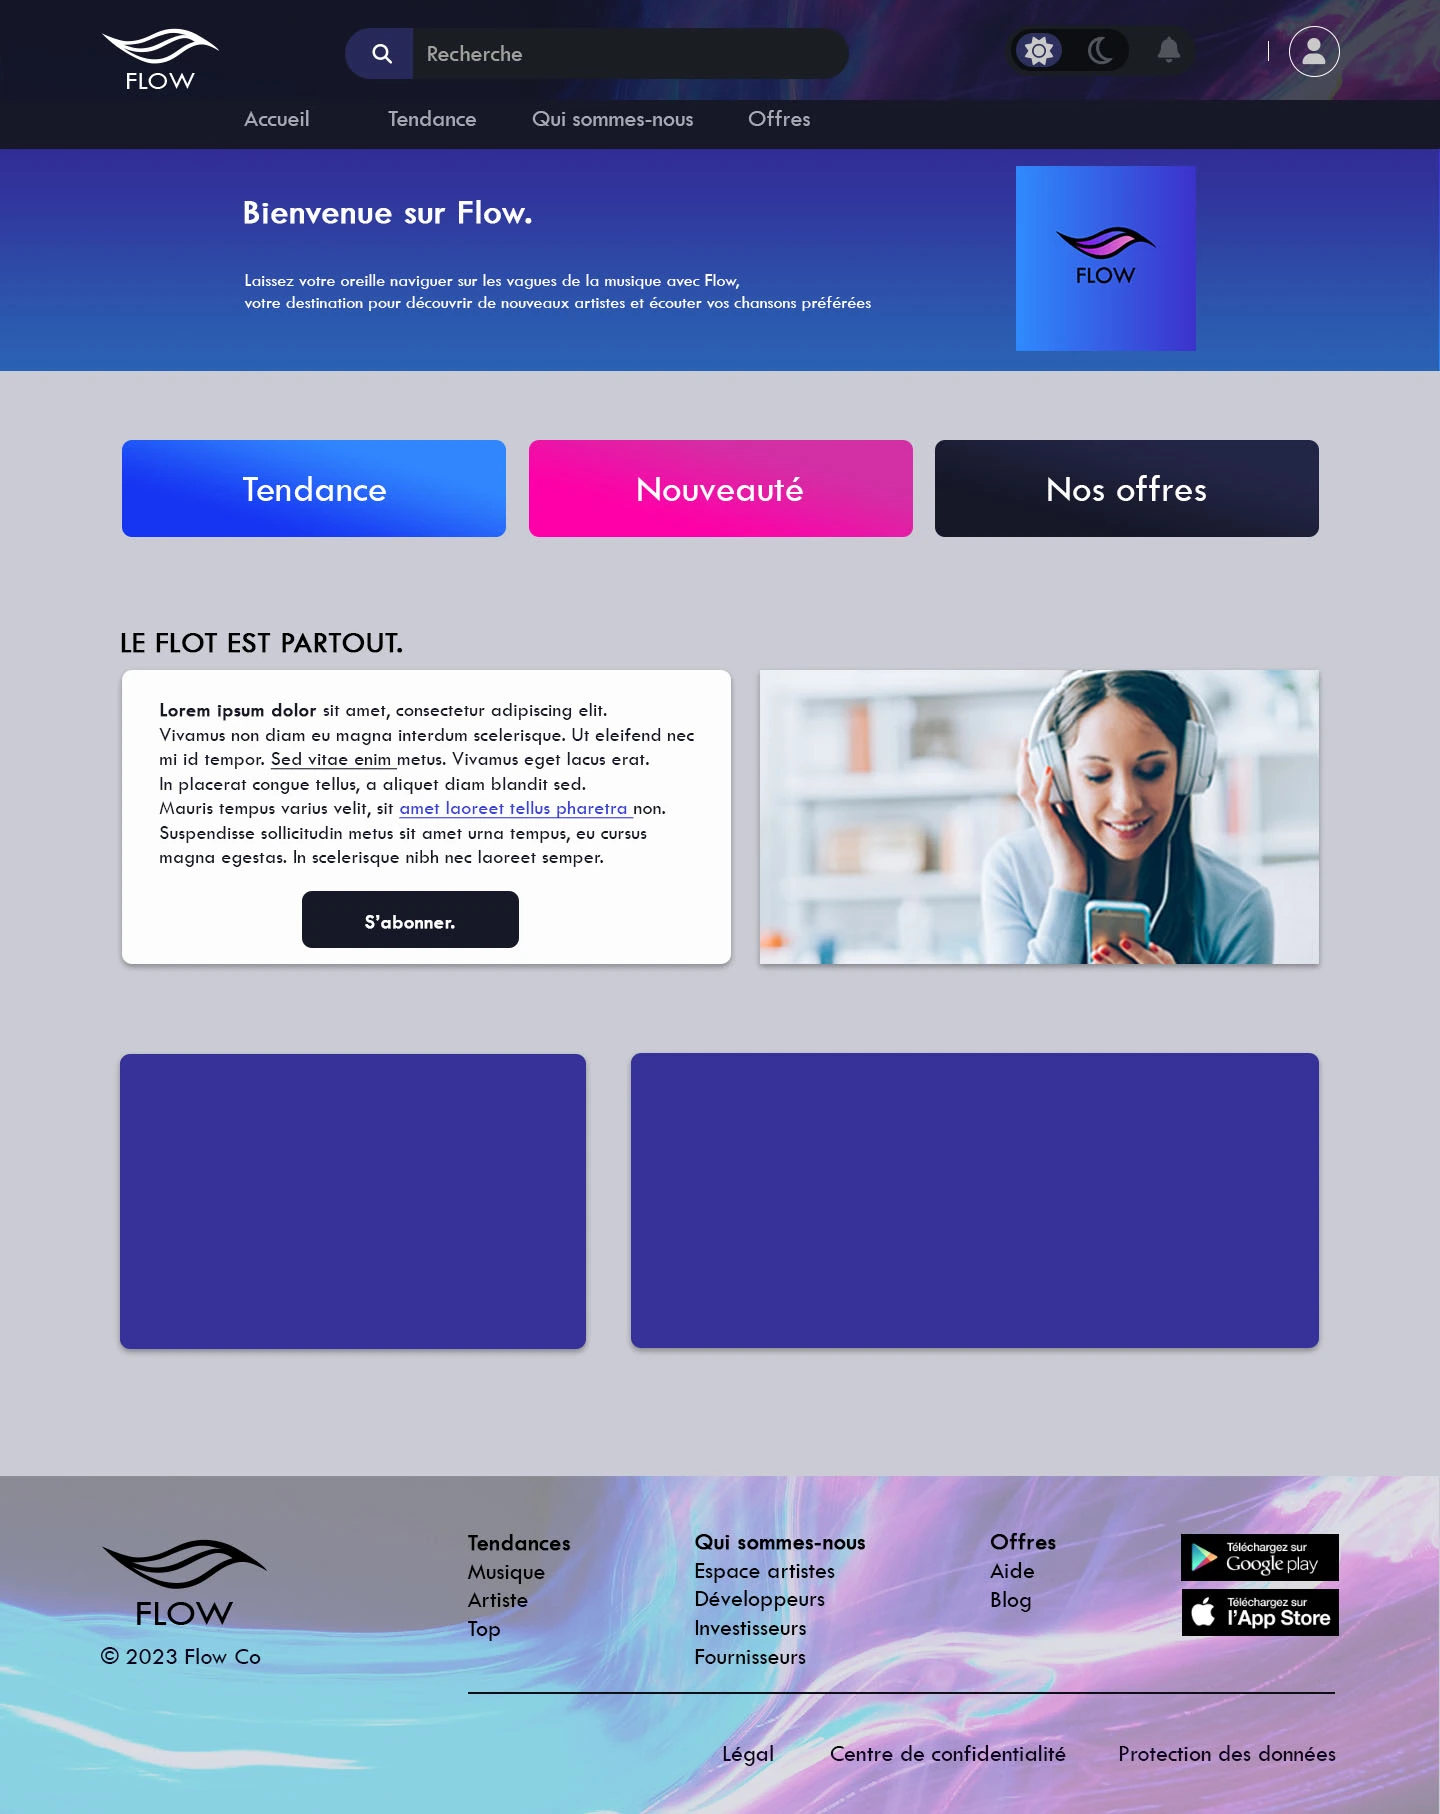 FLOW
Recherche
Accueil
Tendance
Qui sommes-nous
Offres
Bienvenue sur Flow.
Laissez votre oreille naviguer sur les vagues de la musique avec Flow,
votre destination pour découvrir de nouveaux artistes et écouter vos chansons préférées
FLOW
Tendance
Nouveauté
Nos offres
LE FLOT EST PARTOUT.
Lorem ipsum dolor sit amet, consectetur adipiscing elit.
Vivamus non diam eu magna interdum scelerisque. Ut eleifend nec
mi id tempor. Sed vitae enim metus. Vivamus eget lacus erat.
In placerat congue tellus, a aliquet diam blandit sed.
Mauris tempus varius velit, sit amet laoreet tellus pharetra non.
Suspendisse sollicitudin metus sit amet urna tempus, eu cursus
magna egestas. In scelerisque nibh nec laoreet semper.
S'abonner.
FLOW
© 2023 Flow Co
Tendances
Musique
Artiste
Top
Qui sommes-nous
Espace artistes
Développeurs
Investisseurs
Fournisseurs
Offres
Aide
Blog
Téléchargez sur
Google play
Téléchargez sur
l'App Store
Légal
Centre de confidentialité
Protection des données